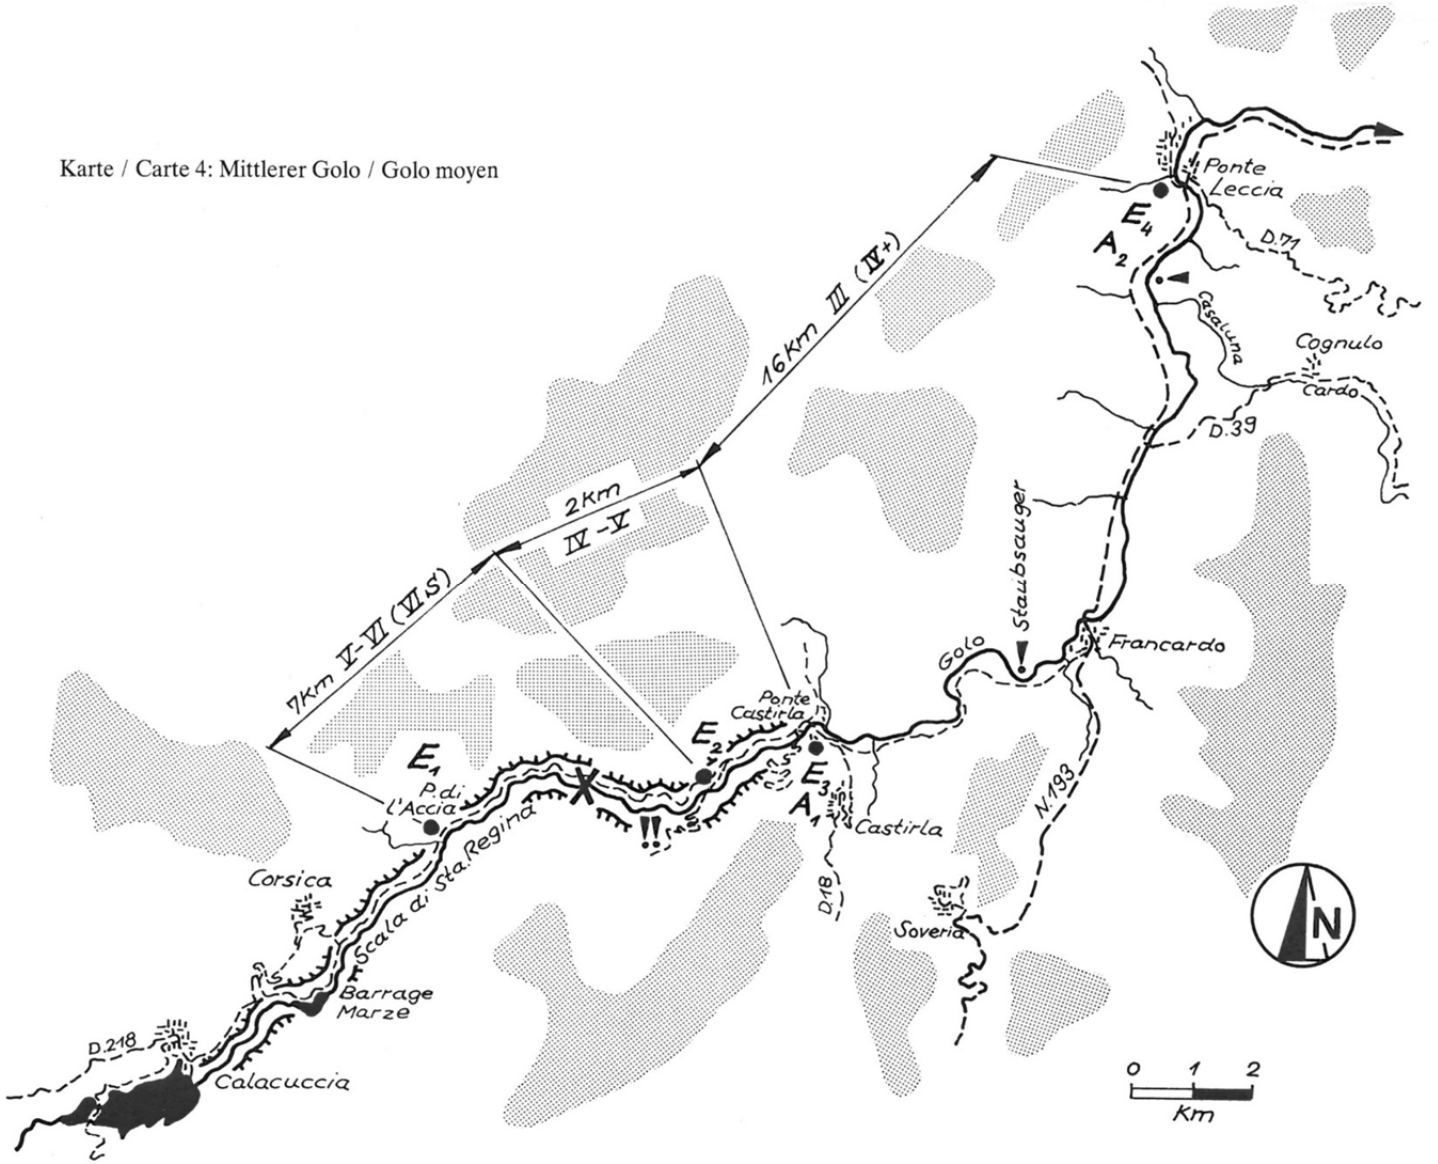 Karte / Carte 4: Mittlerer Golo / Golo moyen
Ponte
Leccia
E4
A2
D.71
16 Km III (IV+)
Casaluna
Cognulo
Cardo
D.39
2 Km
IV-V
Staubsauger
7 Km V-VI (VI S)
Golo
Francardo
Ponte
Castirla
E2
E1
P. di
l'Accia
E3
A1
X
!!
N.193
Castirla
Scala di Sta.Regina
Corsica
D.18
Soveria
N
Barrage
Marze
D.218
Calacuccia
0 1 2
Km